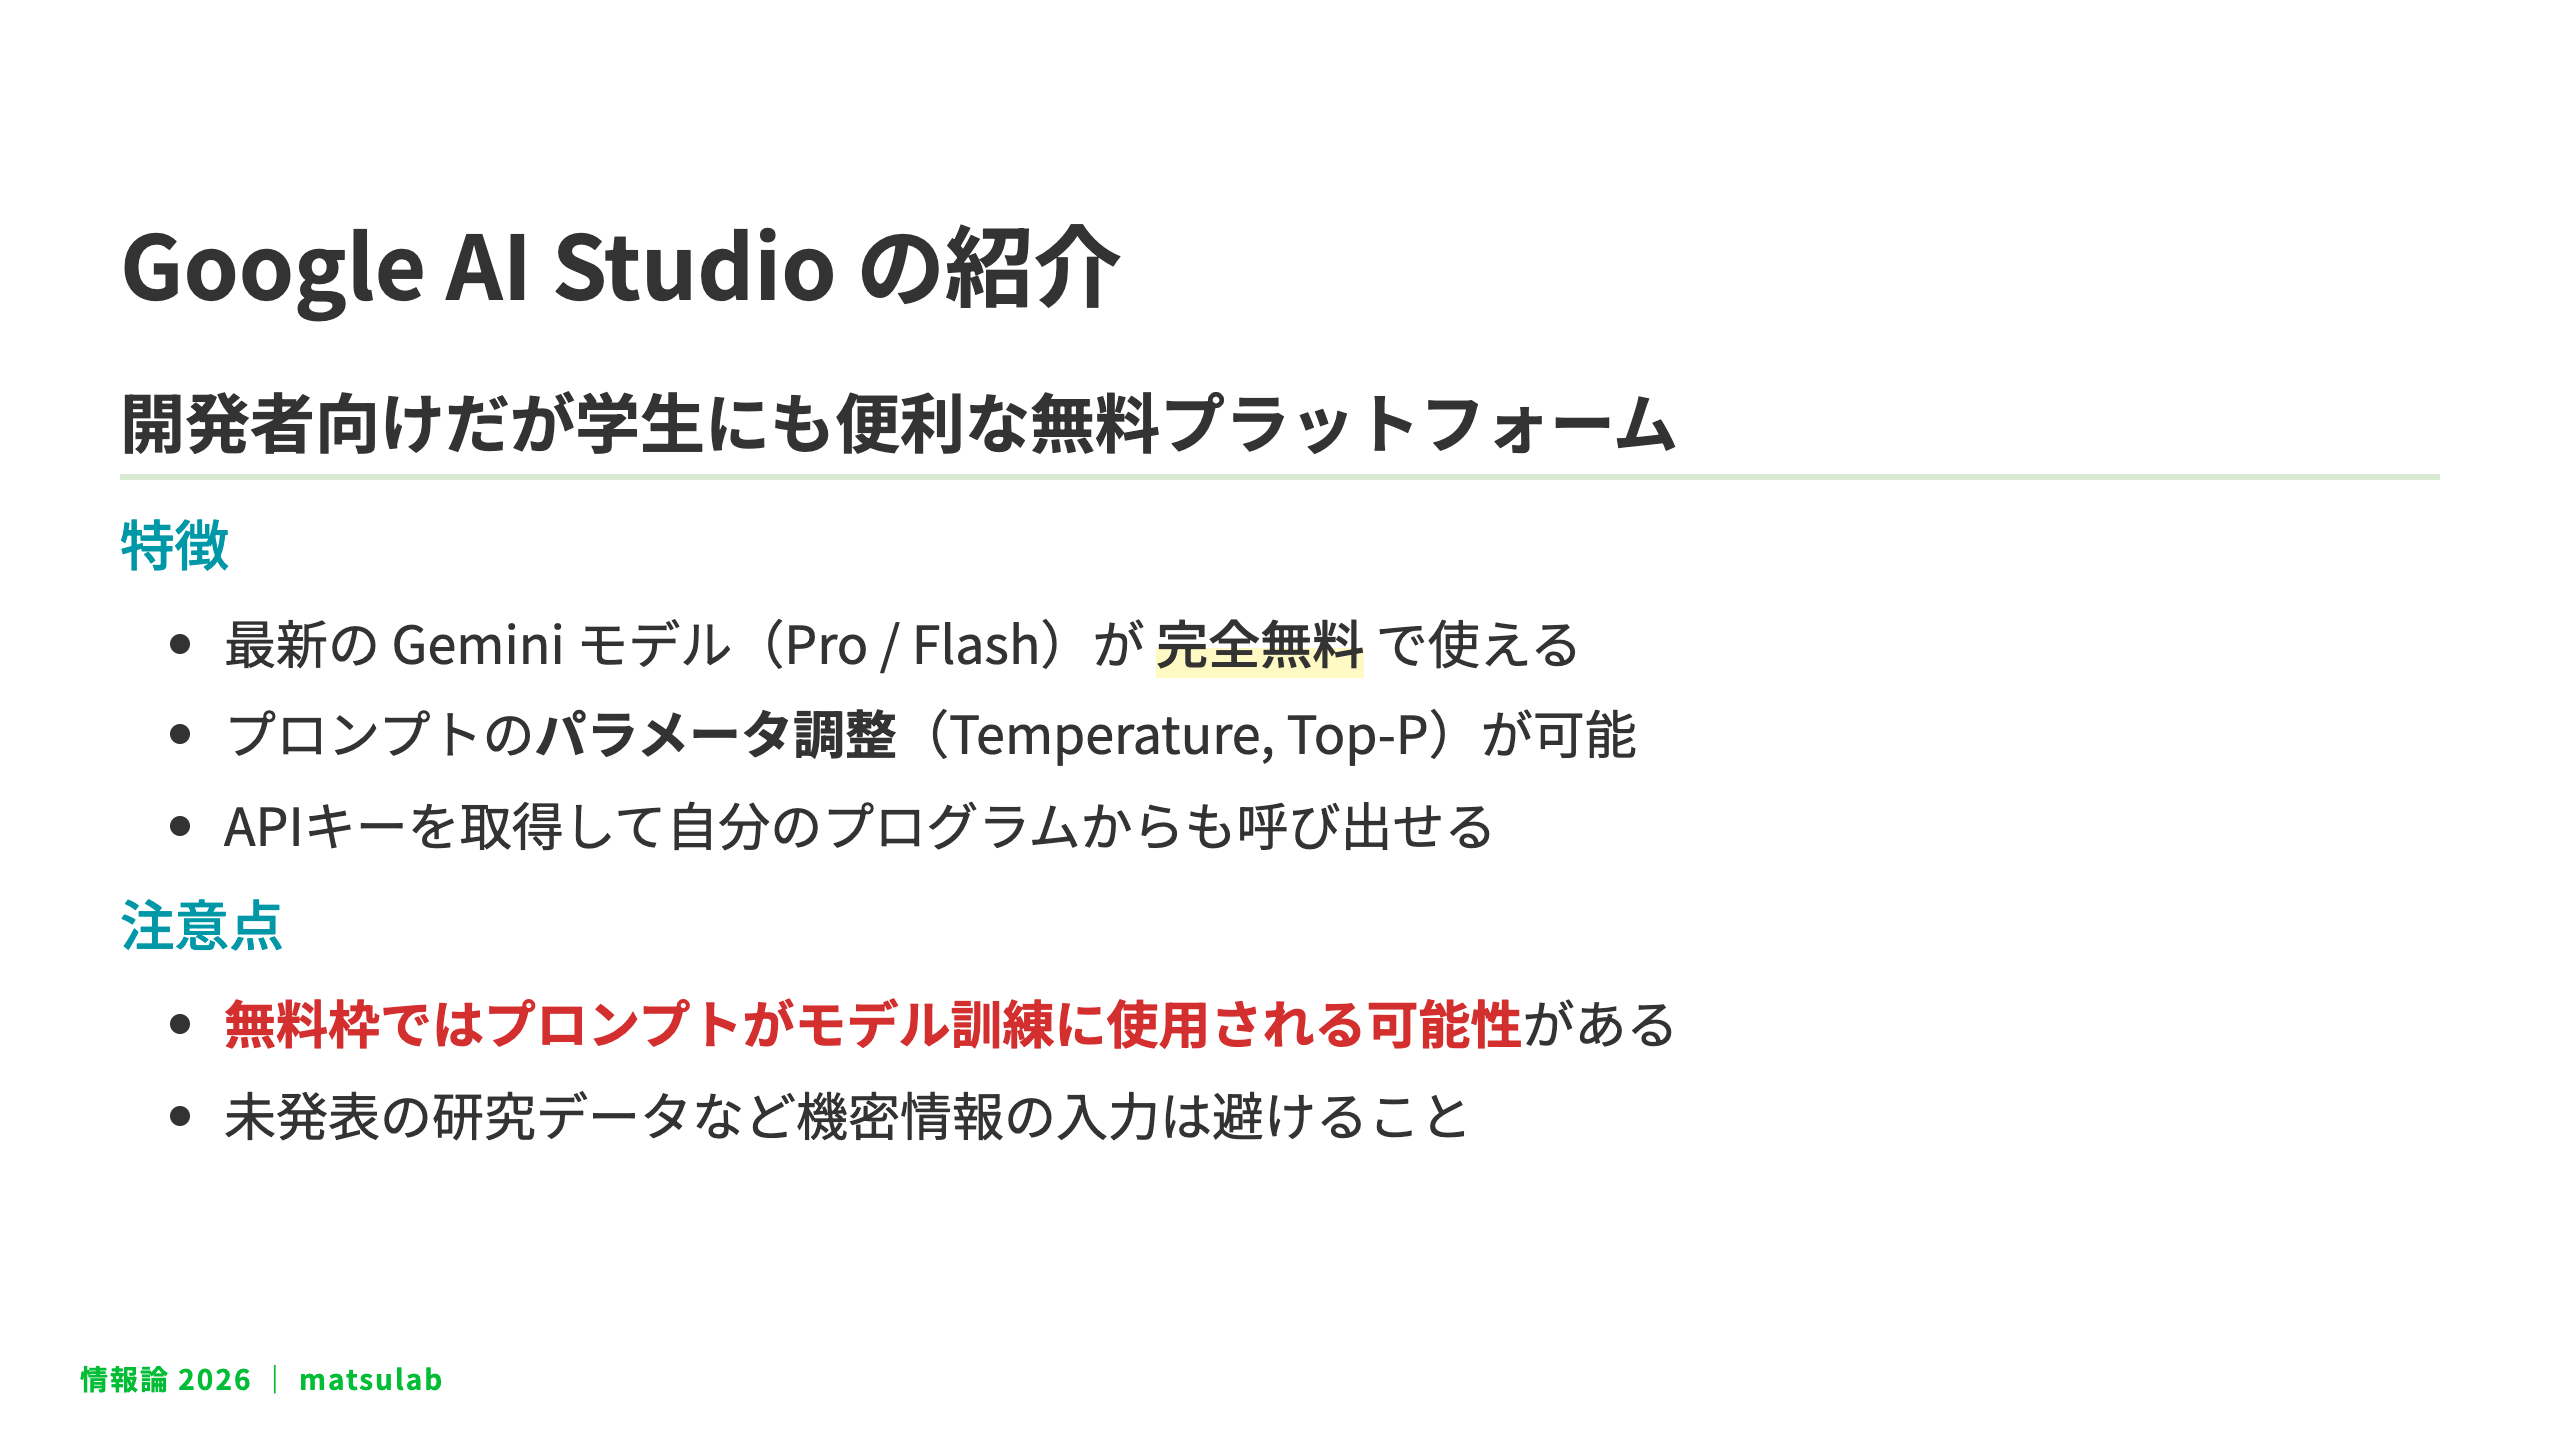 Google AI Studio の紹介
開発者向けだが学生にも便利な無料プラットフォーム
特徴
• 最新の Gemini モデル（Pro / Flash）が 完全無料 で使える
• プロンプトのパラメータ調整（Temperature, Top-P）が可能
• APIキーを取得して自分のプログラムからも呼び出せる
注意点
• 無料枠ではプロンプトがモデル訓練に使用される可能性がある
• 未発表の研究データなど機密情報の入力は避けること
情報論 2026 ｜ matsulab